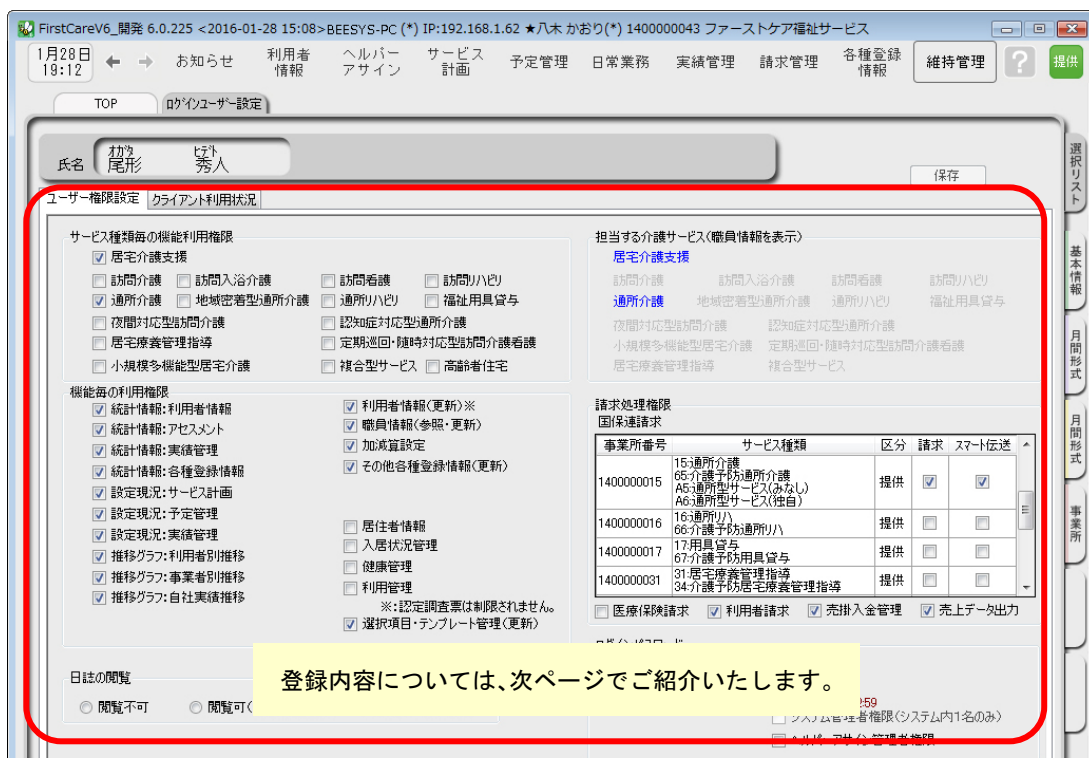 FirstCareV6_開発 6.0.225 <2016-01-28 15:08>BEESYS-PC (*) IP:192.168.1.62 ★八木 かおり(*) 1400000043 ファーストケア福祉サービス
1月28日
19:12
お知らせ
利用者
情報
ヘルパー
アサイン
サービス
計画
予定管理
日常業務
実績管理
請求管理
各種登録
情報
維持管理
?
提供
TOP
ログインユーザー設定
オガタ ヒデト
氏名 尾形 秀人
保存
選択リスト
基本情報
月間形式
月間形式
事業所
ユーザー権限設定 クライアント利用状況
サービス種類毎の機能利用権限
居宅介護支援
訪問介護 訪問入浴介護 訪問看護 訪問リハビリ
通所介護 地域密着型通所介護 通所リハビリ 福祉用具貸与
夜間対応型訪問介護 認知症対応型通所介護
居宅療養管理指導 定期巡回・随時対応型訪問介護看護
小規模多機能型居宅介護 複合型サービス 高齢者住宅
担当する介護サービス(職員情報を表示)
居宅介護支援
訪問介護 訪問入浴介護 訪問看護 訪問リハビリ
通所介護 地域密着型通所介護 通所リハビリ 福祉用具貸与
夜間対応型訪問介護 認知症対応型通所介護
小規模多機能型居宅介護 定期巡回・随時対応型訪問介護看護
居宅療養管理指導 複合型サービス
機能毎の利用権限
統計情報:利用者情報
統計情報:アセスメント
統計情報:実績管理
統計情報:各種登録情報
設定現況:サービス計画
設定現況:予定管理
設定現況:実績管理
推移グラフ:利用者別推移
推移グラフ:事業者別推移
推移グラフ:自社実績推移
利用者情報(更新)※
職員情報(参照・更新)
加減算設定
その他各種登録情報(更新)
居住者情報
入居状況管理
健康管理
利用管理
※:認定調査票は制限されません。
選択項目・テンプレート管理(更新)
請求処理権限
国保連請求
事業所番号 サービス種類 区分 請求 スマート伝送
15:通所介護
65:介護予防通所介護
1400000015 提供
A5:通所型サービス(みなし)
A6:通所型サービス(独自)
16:通所リハ
1400000016 提供
66:介護予防通所リハ
17:用具貸与
1400000017 提供
67:介護予防用具貸与
31:居宅療養管理指導
1400000031 提供
34:介護予防居宅療養管理指導
医療保険請求 利用者請求 売掛入金管理 売上データ出力
日誌の閲覧
閲覧不可 閲覧可(
登録内容については、次ページでご紹介いたします。
2:59
システム管理者権限(システム内1名のみ)
ヘルパーアサイン管理者権限